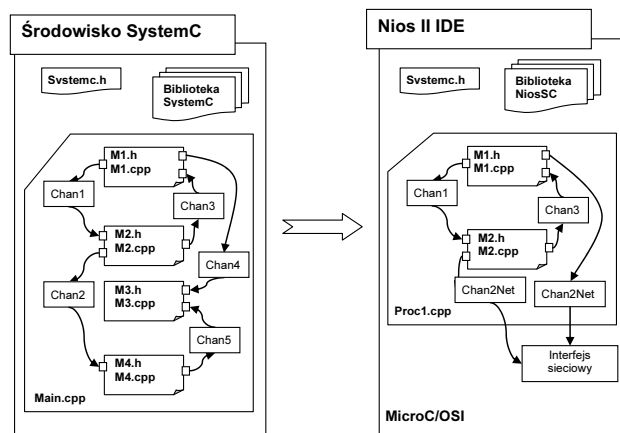 Środowisko SystemC
Systemc.h
Biblioteka
SystemC
M1.h
M1.cpp
Chan1
Chan3
M2.h
M2.cpp
Chan4
Chan2
M3.h
M3.cpp
Chan5
M4.h
M4.cpp
Main.cpp
Nios II IDE
Systemc.h
Biblioteka
NiosSC
M1.h
M1.cpp
Chan1
Chan3
M2.h
M2.cpp
Chan2Net
Chan2Net
Proc1.cpp
Interfejs
sieciowy
MicroC/OSI